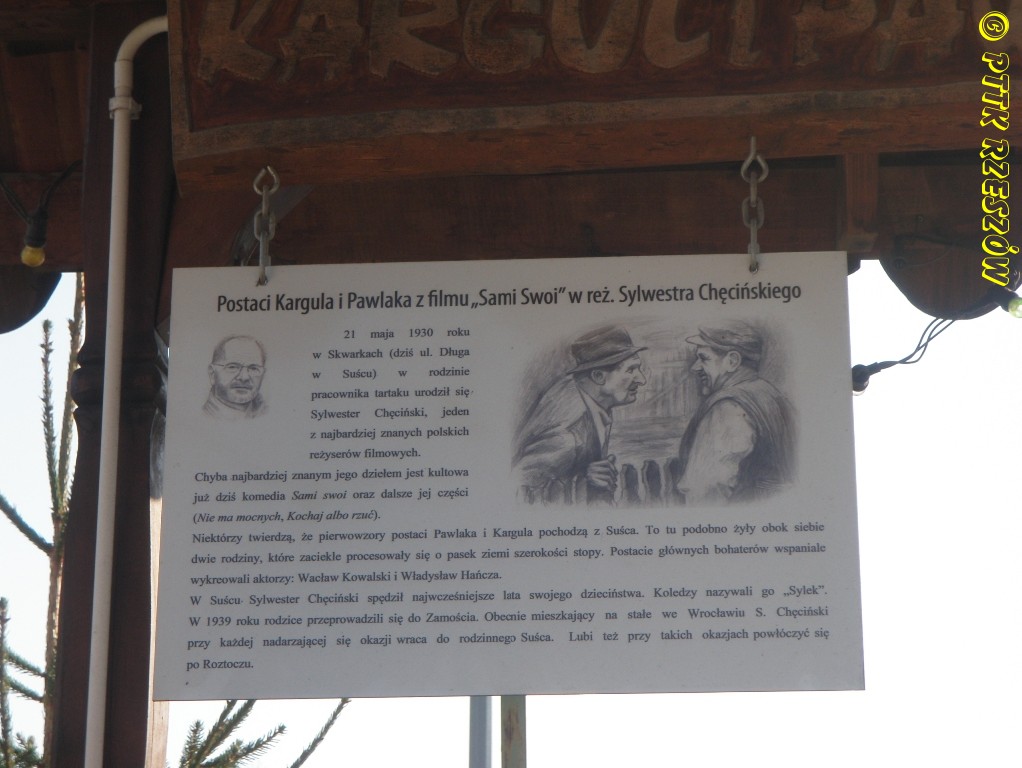 KARGUL I PA
© PTTK RZESZÓW
Postaci Kargula i Pawlaka z filmu „Sami Swoi” w reż. Sylwestra Chęcińskiego
21 maja 1930 roku
w Skwarkach (dziś ul. Długa
w Suścu) w rodzinie
pracownika tartaku urodził się
Sylwester Chęciński, jeden
z najbardziej znanych polskich
reżyserów filmowych.
Chyba najbardziej znanym jego dziełem jest kultowa
już dziś komedia Sami swoi oraz dalsze jej części
(Nie ma mocnych, Kochaj albo rzuć).
Niektórzy twierdzą, że pierwowzory postaci Pawlaka i Kargula pochodzą z Suśca. To tu podobno żyły obok siebie
dwie rodziny, które zaciekle procesowały się o pasek ziemi szerokości stopy. Postacie głównych bohaterów wspaniale
wykreowali aktorzy: Wacław Kowalski i Władysław Hańcza.
W Suścu Sylwester Chęciński spędził najwcześniejsze lata swojego dzieciństwa. Koledzy nazywali go „Sylek”.
W 1939 roku rodzice przeprowadzili się do Zamościa. Obecnie mieszkający na stałe we Wrocławiu S. Chęciński
przy każdej nadarzającej się okazji wraca do rodzinnego Suśca. Lubi też przy takich okazjach powłóczyć się
po Roztoczu.